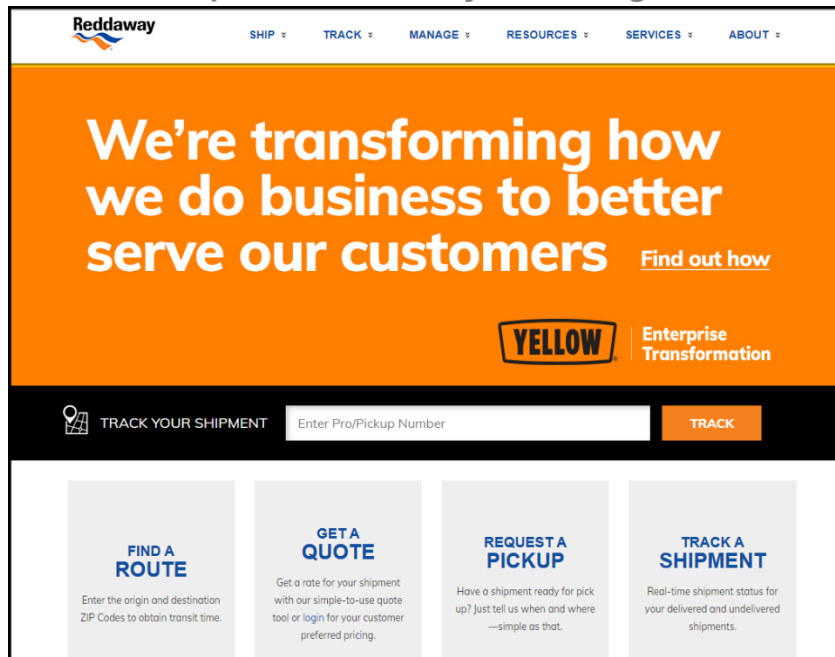 Reddaway
SHIP TRACK MANAGE RESOURCES SERVICES ABOUT
We're transforming how
we do business to better
serve our customers Find out how
YELLOW® Enterprise
Transformation
TRACK YOUR SHIPMENT Enter Pro/Pickup Number TRACK
FIND A
ROUTE
Enter the origin and destination
ZIP Codes to obtain transit time.
GET A
QUOTE
Get a rate for your shipment
with our simple-to-use quote
tool or login for your customer
preferred pricing.
REQUEST A
PICKUP
Have a shipment ready for pick
up? Just tell us when and where
—simple as that.
TRACK A
SHIPMENT
Real-time shipment status for
your delivered and undelivered
shipments.